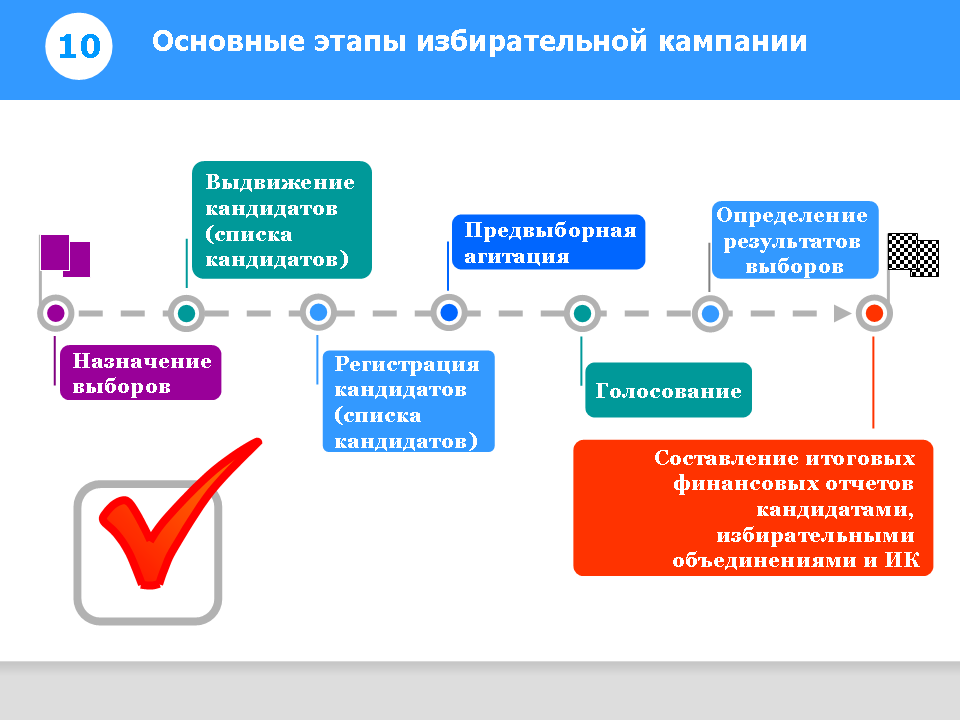 10
Основные этапы избирательной кампании
Назначение
выборов
Выдвижение
кандидатов
(списка
кандидатов)
Регистрация
кандидатов
(списка
кандидатов)
Предвыборная
агитация
Голосование
Определение
результатов
выборов
Составление итоговых
финансовых отчетов
кандидатами,
избирательными
объединениями и ИК